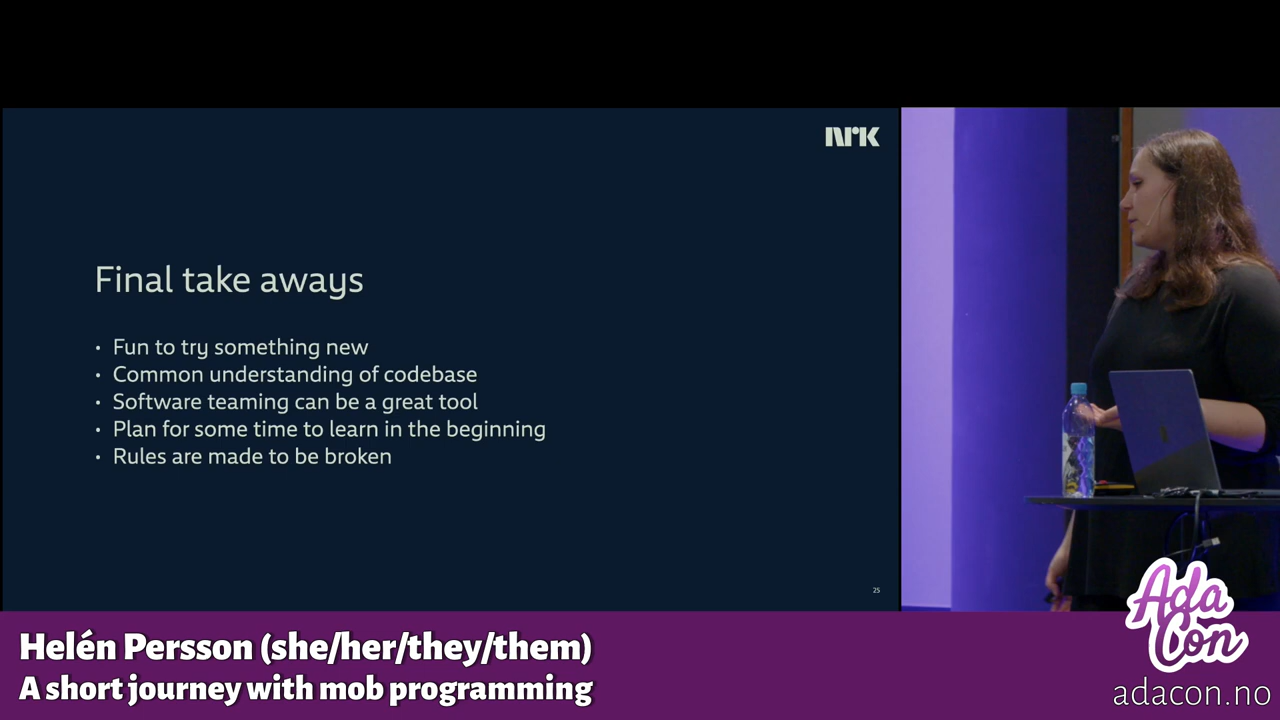 NRK
Final take aways
• Fun to try something new
• Common understanding of codebase
• Software teaming can be a great tool
• Plan for some time to learn in the beginning
• Rules are made to be broken
25
Helén Persson (she/her/they/them)
A short journey with mob programming
Ada
Con
adacon.no